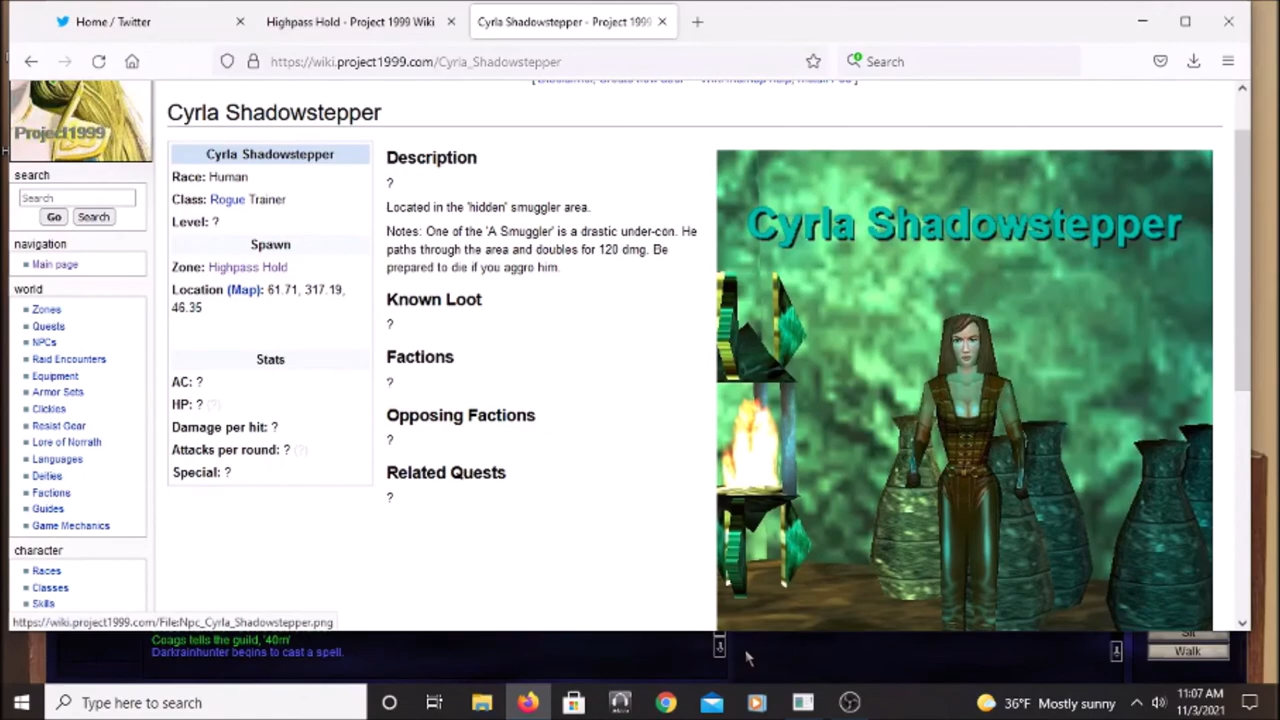 Home / Twitter
Highpass Hold - Project 1999 Wiki
Cyrla Shadowstepper - Project 1999
https://wiki.project1999.com/Cyrla_Shadowstepper
Search
Project1999
Cyrla Shadowstepper
search
Search
Go
Search
navigation
Main page
world
Zones
Quests
NPCs
Raid Encounters
Equipment
Armor Sets
Clickies
Resist Gear
Lore of Norrath
Languages
Deities
Factions
Guides
Game Mechanics
character
Races
Classes
Skills
Cyrla Shadowstepper
Race: Human
Class: Rogue Trainer
Level: ?
Spawn
Zone: Highpass Hold
Location (Map): 61.71, 317.19,
46.35
Stats
AC: ?
HP: ? (?)
Damage per hit: ?
Attacks per round: ? (?)
Special: ?
Description
?
Located in the 'hidden' smuggler area.
Notes: One of the 'A Smuggler' is a drastic under-con. He
paths through the area and doubles for 120 dmg. Be
prepared to die if you aggro him.
Known Loot
?
Factions
?
Opposing Factions
?
Related Quests
?
Cyrla Shadowstepper
https://wiki.project1999.com/File:Npc_Cyrla_Shadowstepper.png
Coags tells the guild, '40m'
Darkrainhunter begins to cast a spell.
Sit
Walk
Type here to search
36°F Mostly sunny
11:07 AM
11/3/2021